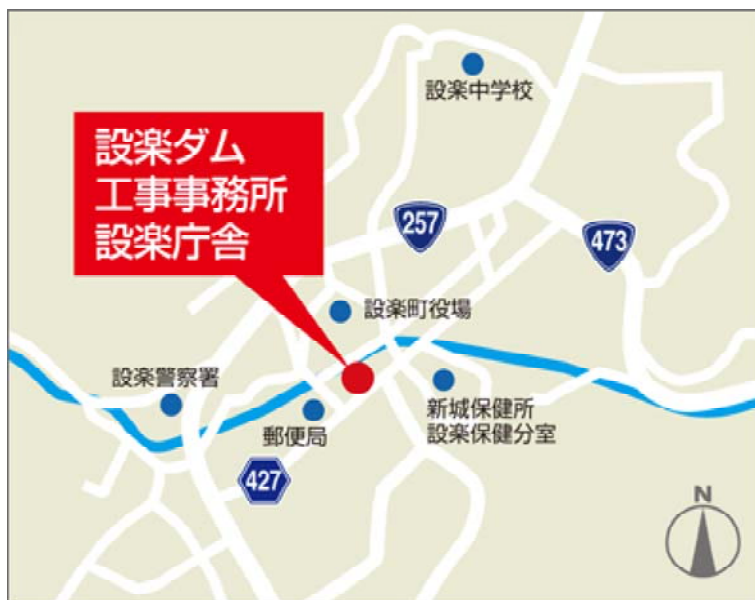 設楽中学校
設楽ダム
工事事務所
設楽庁舎
257
473
設楽町役場
設楽警察署
新城保健所
設楽保健分室
郵便局
427
N